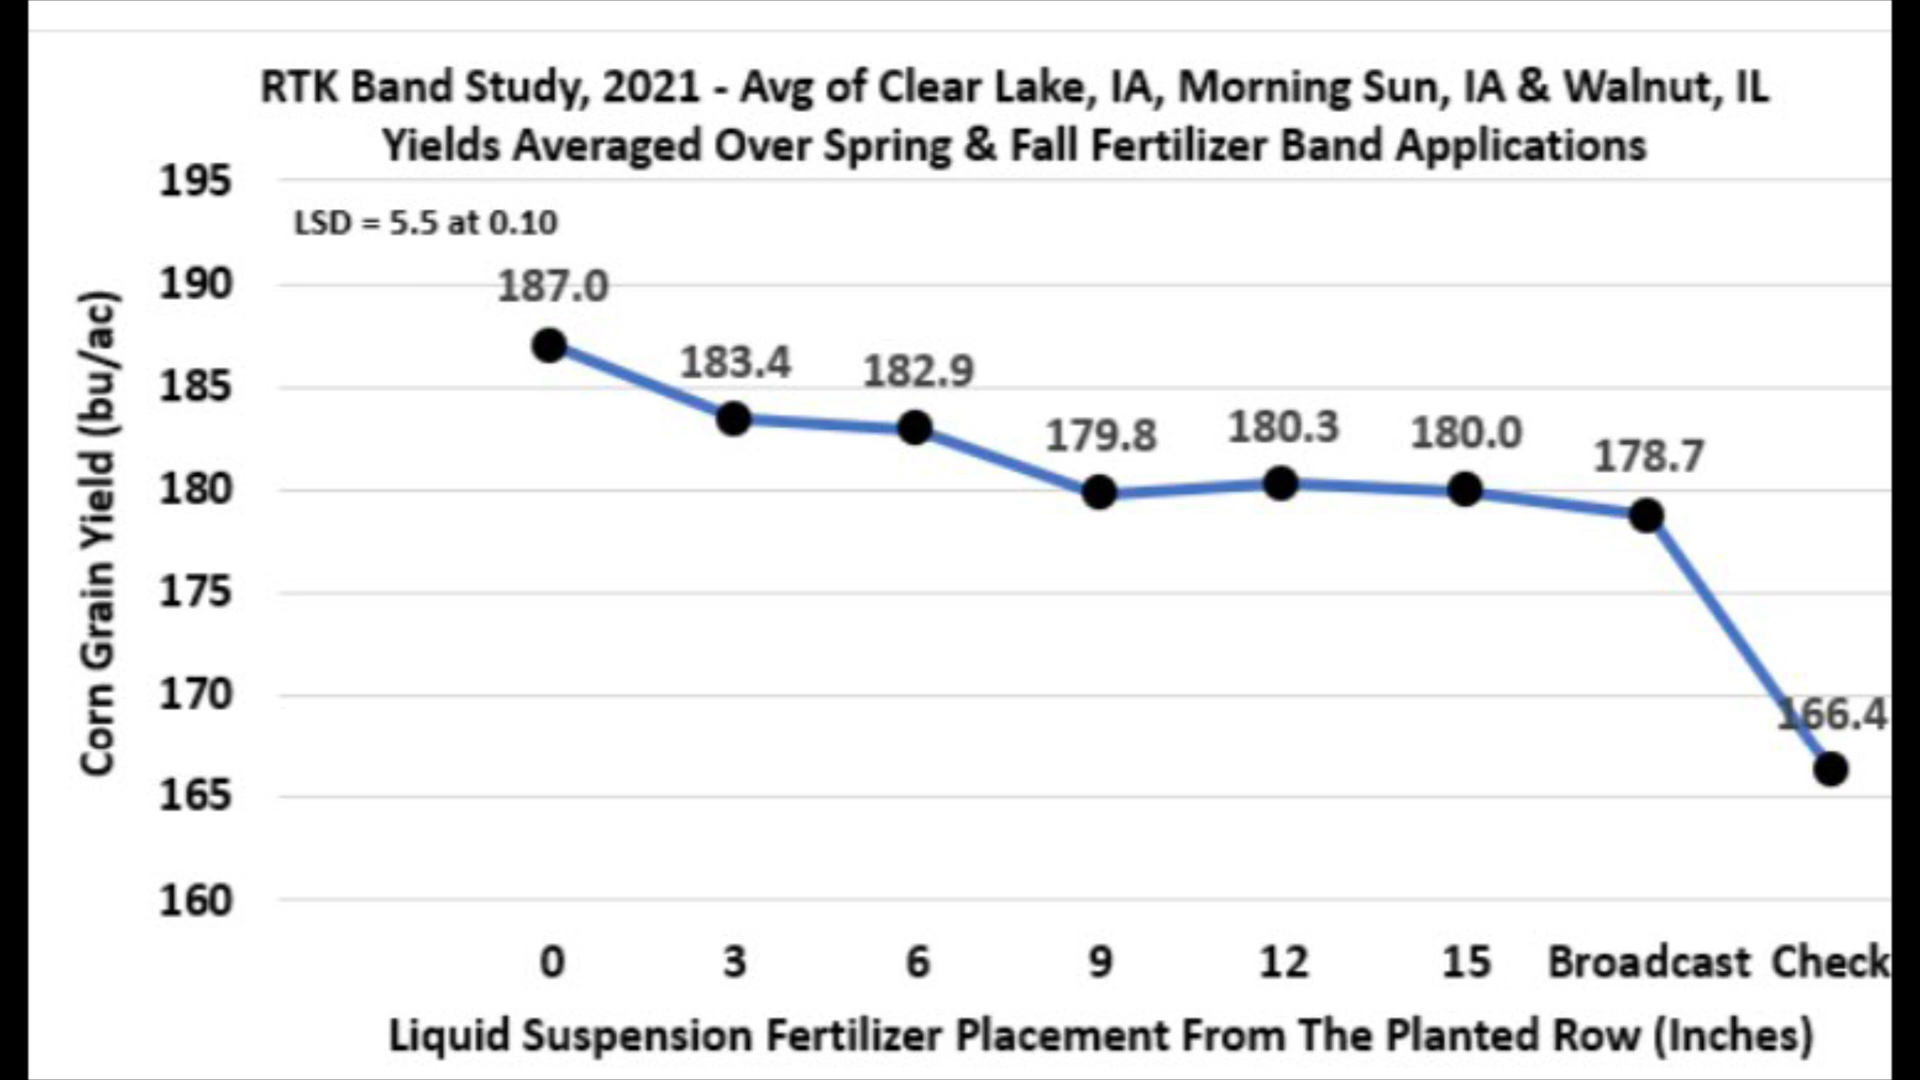 RTK Band Study, 2021 - Avg of Clear Lake, IA, Morning Sun, IA & Walnut, IL
Yields Averaged Over Spring & Fall Fertilizer Band Applications
LSD = 5.5 at 0.10
195
190
185
180
175
170
165
160
Corn Grain Yield (bu/ac)
187.0
183.4
182.9
179.8
180.3
180.0
178.7
166.4
0 3 6 9 12 15 Broadcast Check
Liquid Suspension Fertilizer Placement From The Planted Row (Inches)